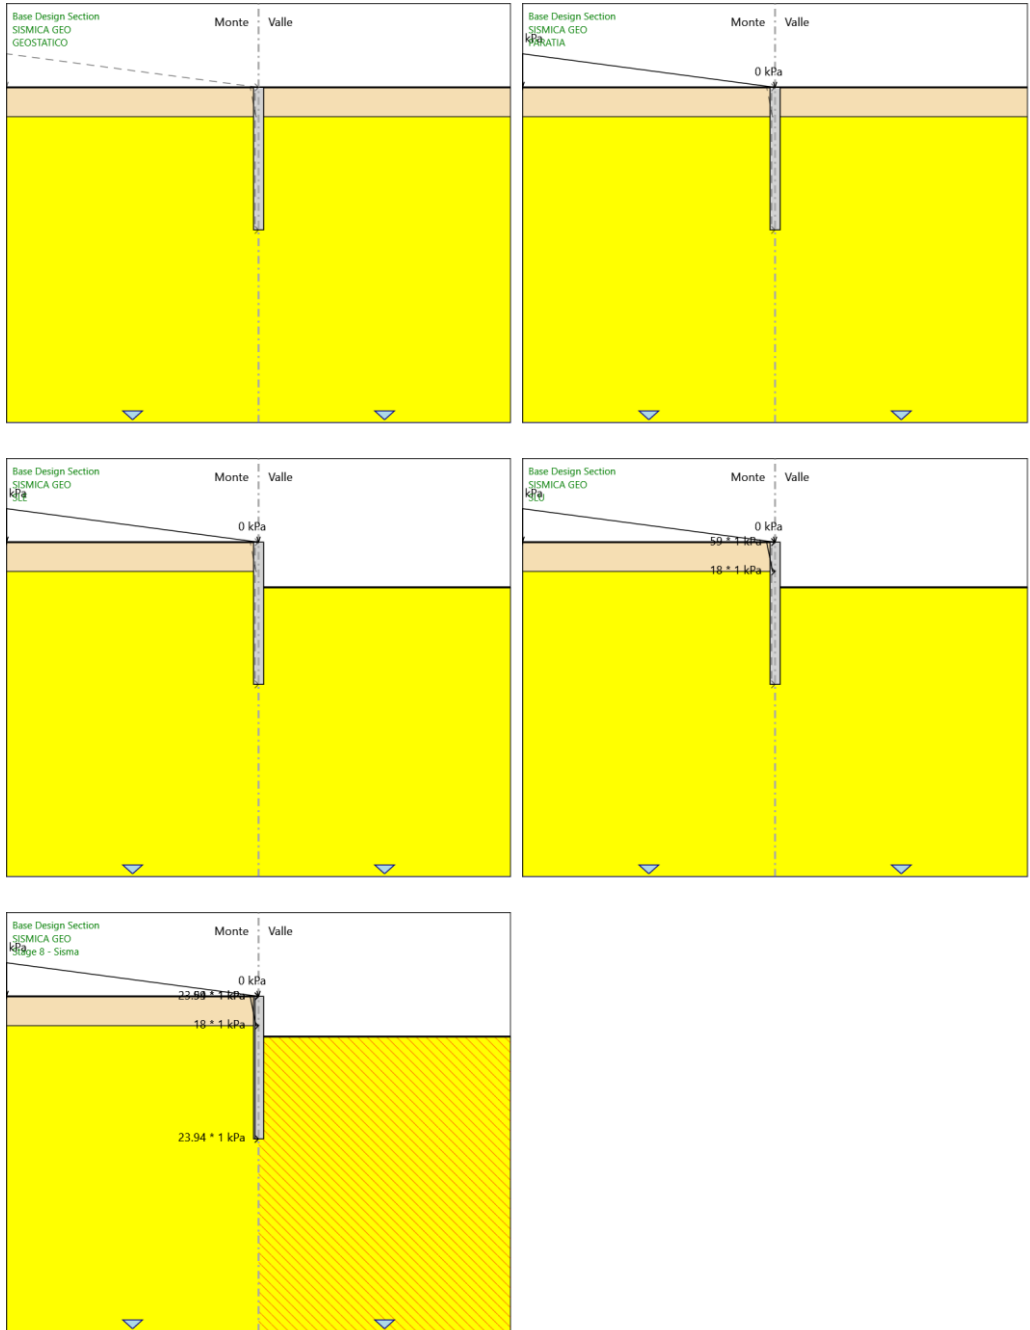 Base Design Section
SISMICA GEO
GEOSTATICO
Monte
Valle
Base Design Section
SISMICA GEO
PARATIA
kPa
Monte
Valle
0 kPa
Base Design Section
SISMICA GEO
SLE
kPa
Monte
Valle
0 kPa
Base Design Section
SISMICA GEO
SLU
kPa
Monte
Valle
0 kPa
59 * 1 kPa
18 * 1 kPa
Base Design Section
SISMICA GEO
Stage 8 - Sisma
kPa
Monte
Valle
0 kPa
* 1 kPa
18 * 1 kPa
23.94 * 1 kPa